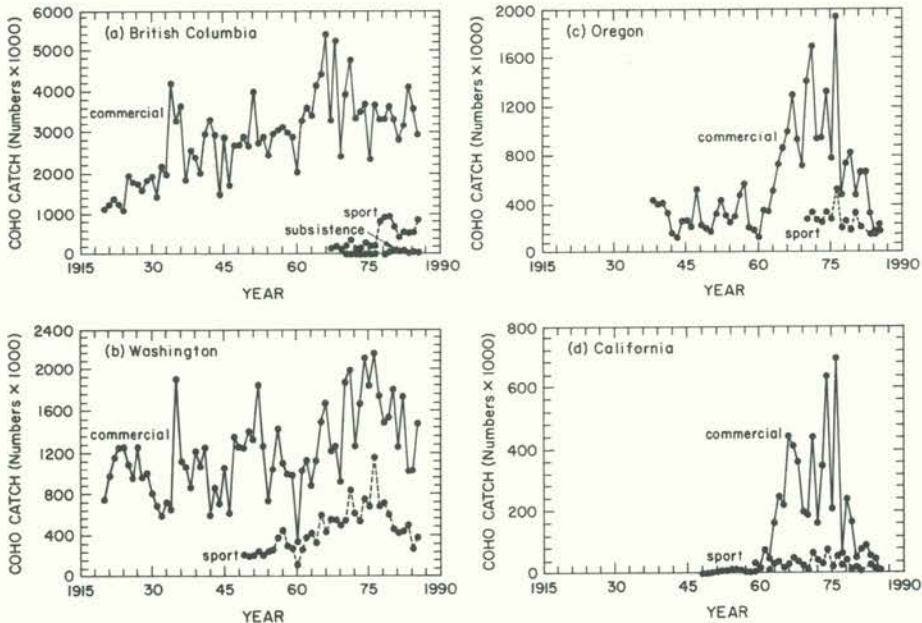 (a) British Columbia
COHO CATCH (Numbers × 1000)
6000
5000
4000
3000
2000
1000
0
commercial
sport
subsistence
1915 30 45 60 75 1990
YEAR
(c) Oregon
COHO CATCH (Numbers × 1000)
2000
1600
1200
800
400
0
commercial
sport
1915 30 45 60 75 1990
YEAR
(b) Washington
COHO CATCH (Numbers × 1000)
2400
2000
1600
1200
800
400
0
commercial
sport
1915 30 45 60 75 1990
YEAR
(d) California
COHO CATCH (Numbers × 1000)
800
600
400
200
0
commercial
sport
1915 30 45 60 75 1990
YEAR